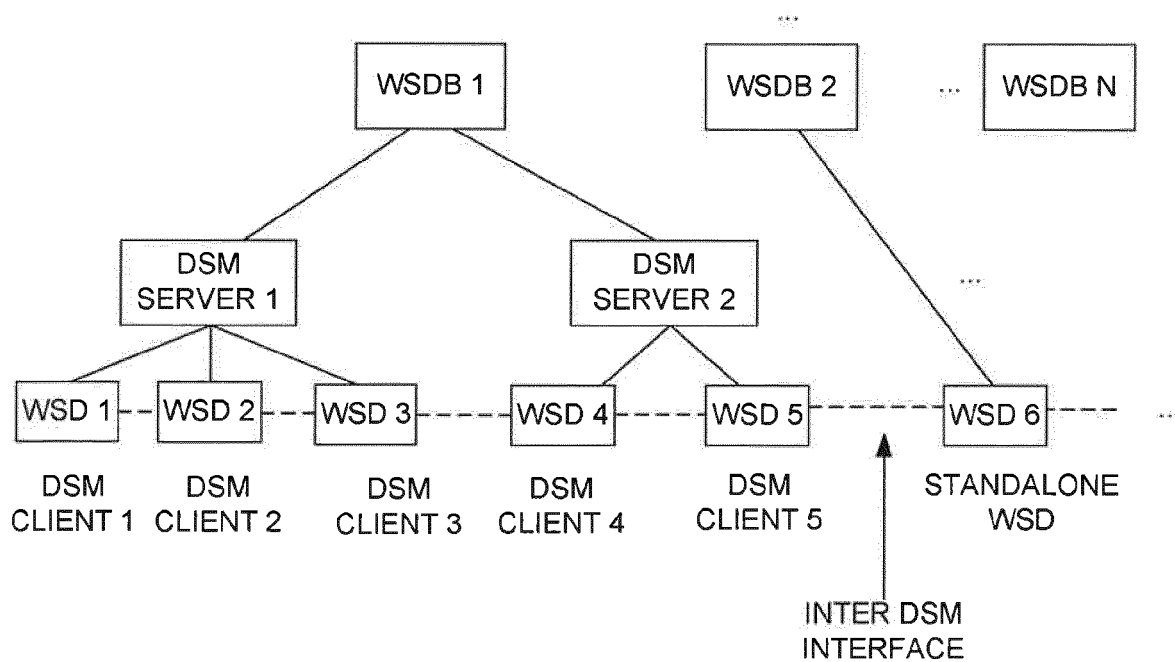 ...
WSDB 1
WSDB 2
...
WSDB N
DSM
SERVER 1
DSM
SERVER 2
...
WSD 1
WSD 2
WSD 3
WSD 4
WSD 5
WSD 6
...
DSM
CLIENT 1
DSM
CLIENT 2
DSM
CLIENT 3
DSM
CLIENT 4
DSM
CLIENT 5
STANDALONE
WSD
INTER DSM
INTERFACE